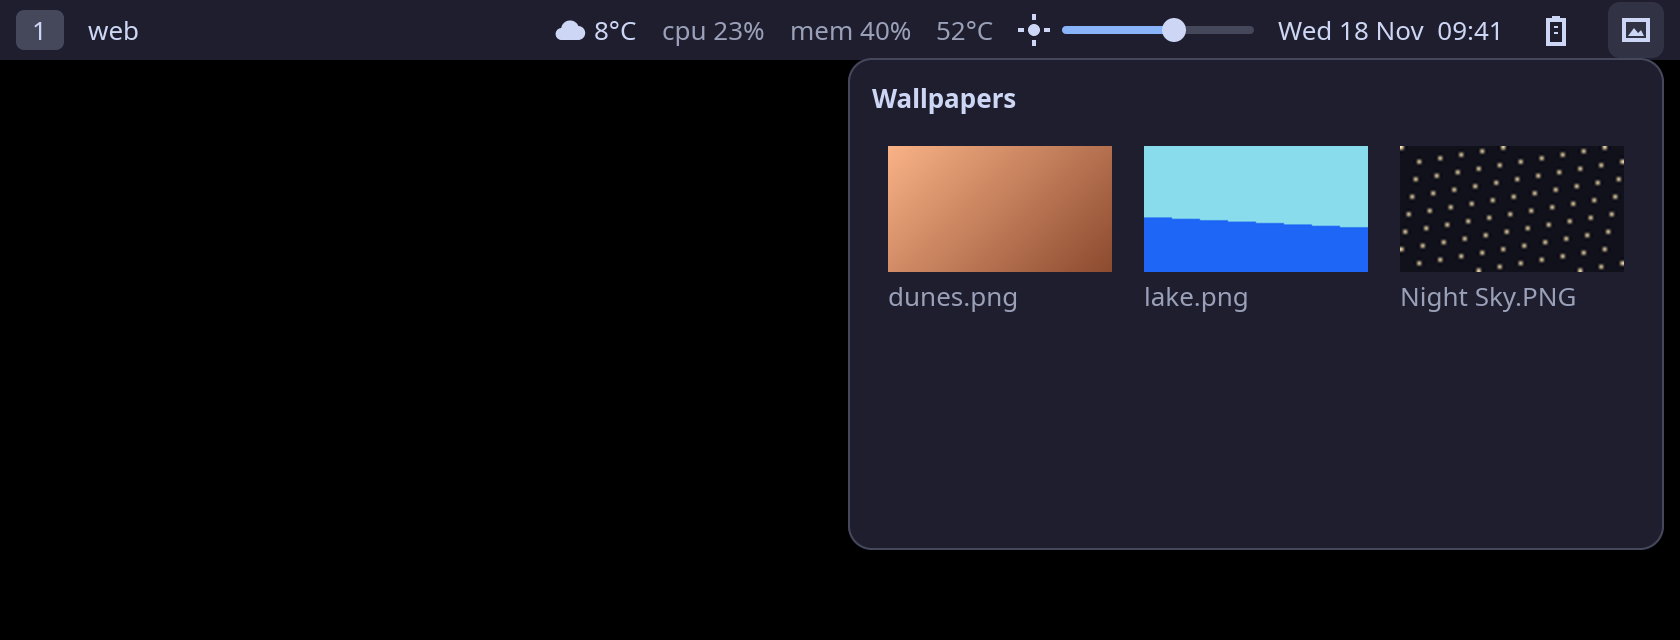 1 web 8°C cpu 23% mem 40% 52°C Wed 18 Nov 09:41
Wallpapers
dunes.png lake.png Night Sky.PNG